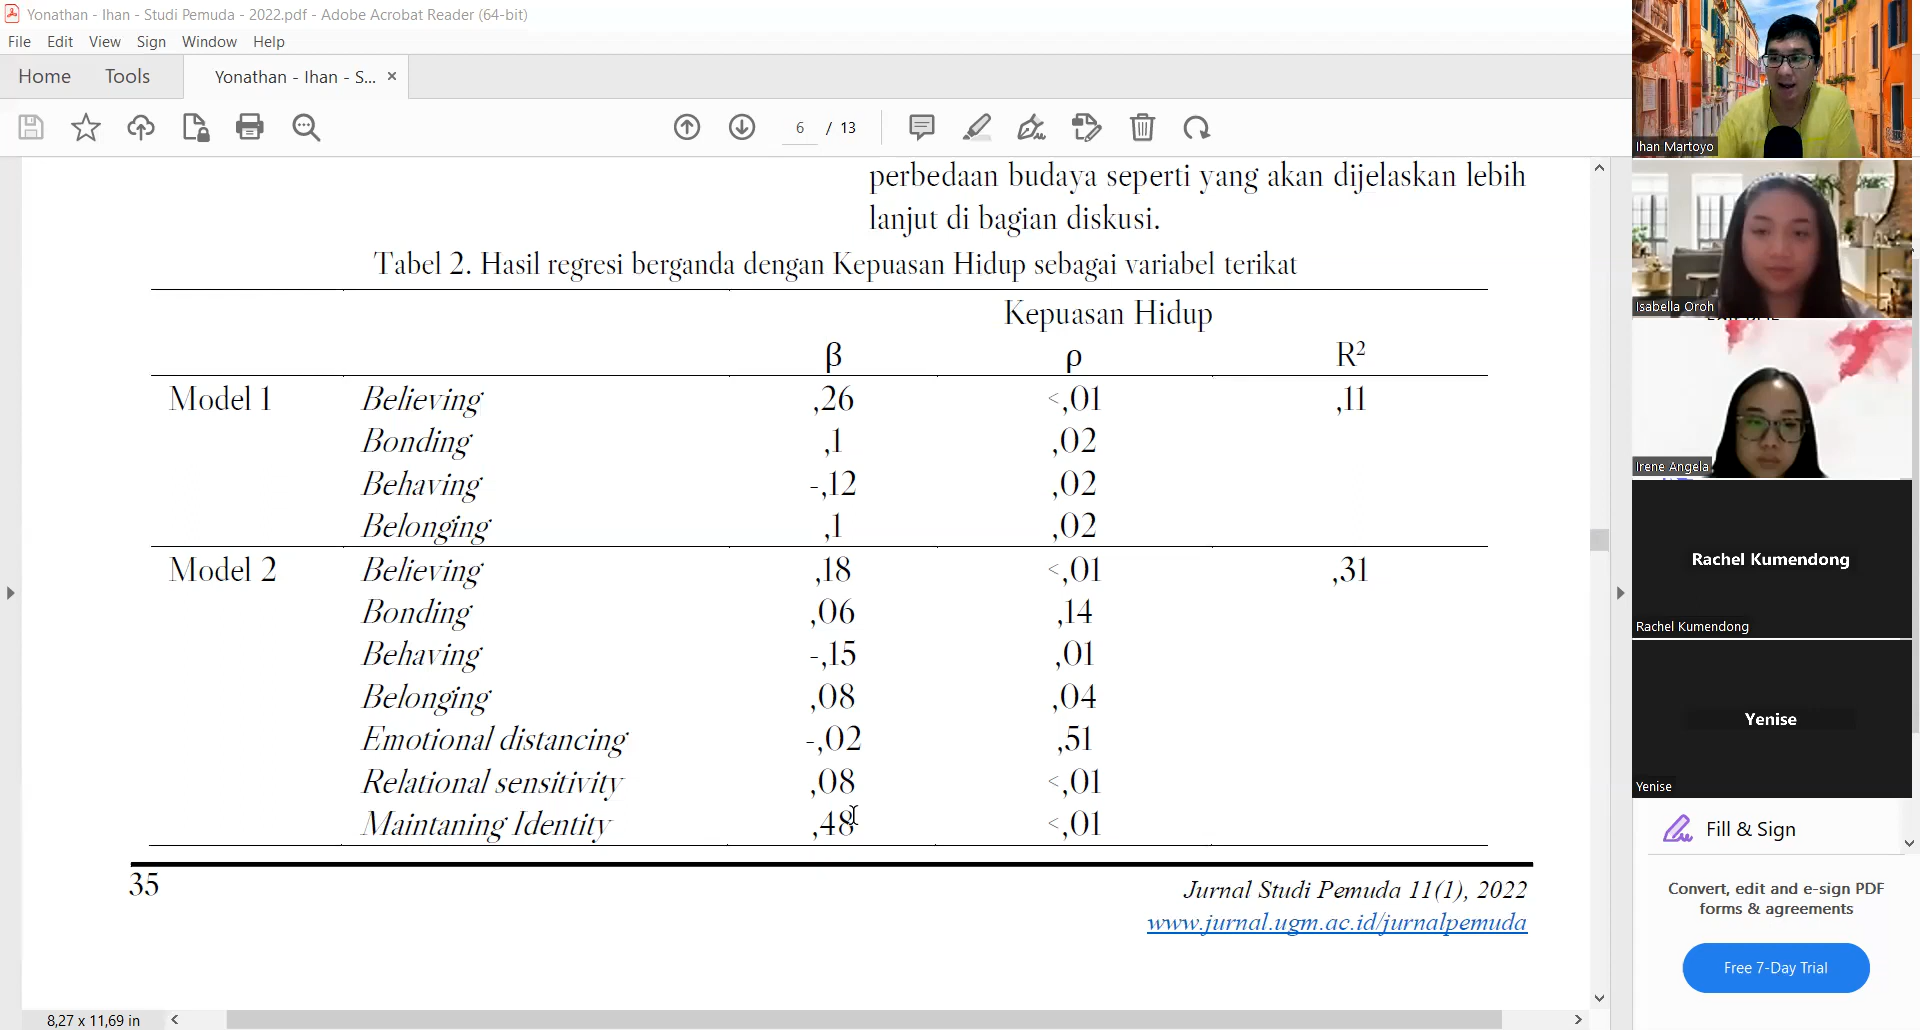 Yonathan - Ihan - Studi Pemuda - 2022.pdf - Adobe Acrobat Reader (64-bit)
File Edit View Sign Window Help
Home Tools Yonathan - Ihan - S... ×
6 / 13
perbedaan budaya seperti yang akan dijelaskan lebih
lanjut di bagian diskusi.
Tabel 2. Hasil regresi berganda dengan Kepuasan Hidup sebagai variabel terikat
Kepuasan Hidup
β ρ R²
Model 1 Believing ,26 <,01 ,11
Bonding ,1 ,02
Behaving -,12 ,02
Belonging ,1 ,02
Model 2 Believing ,18 <,01 ,31
Bonding ,06 ,14
Behaving -,15 ,01
Belonging ,08 ,04
Emotional distancing -,02 ,51
Relational sensitivity ,08 <,01
Maintaning Identity ,48 <,01
35
Jurnal Studi Pemuda 11(1), 2022
www.jurnal.ugm.ac.id/jurnalpemuda
8,27 x 11,69 in
Ihan Martoyo
Isabella Oroh
Irene Angela
Rachel Kumendong
Rachel Kumendong
Yenise
Yenise
Fill & Sign
Convert, edit and e-sign PDF
forms & agreements
Free 7-Day Trial